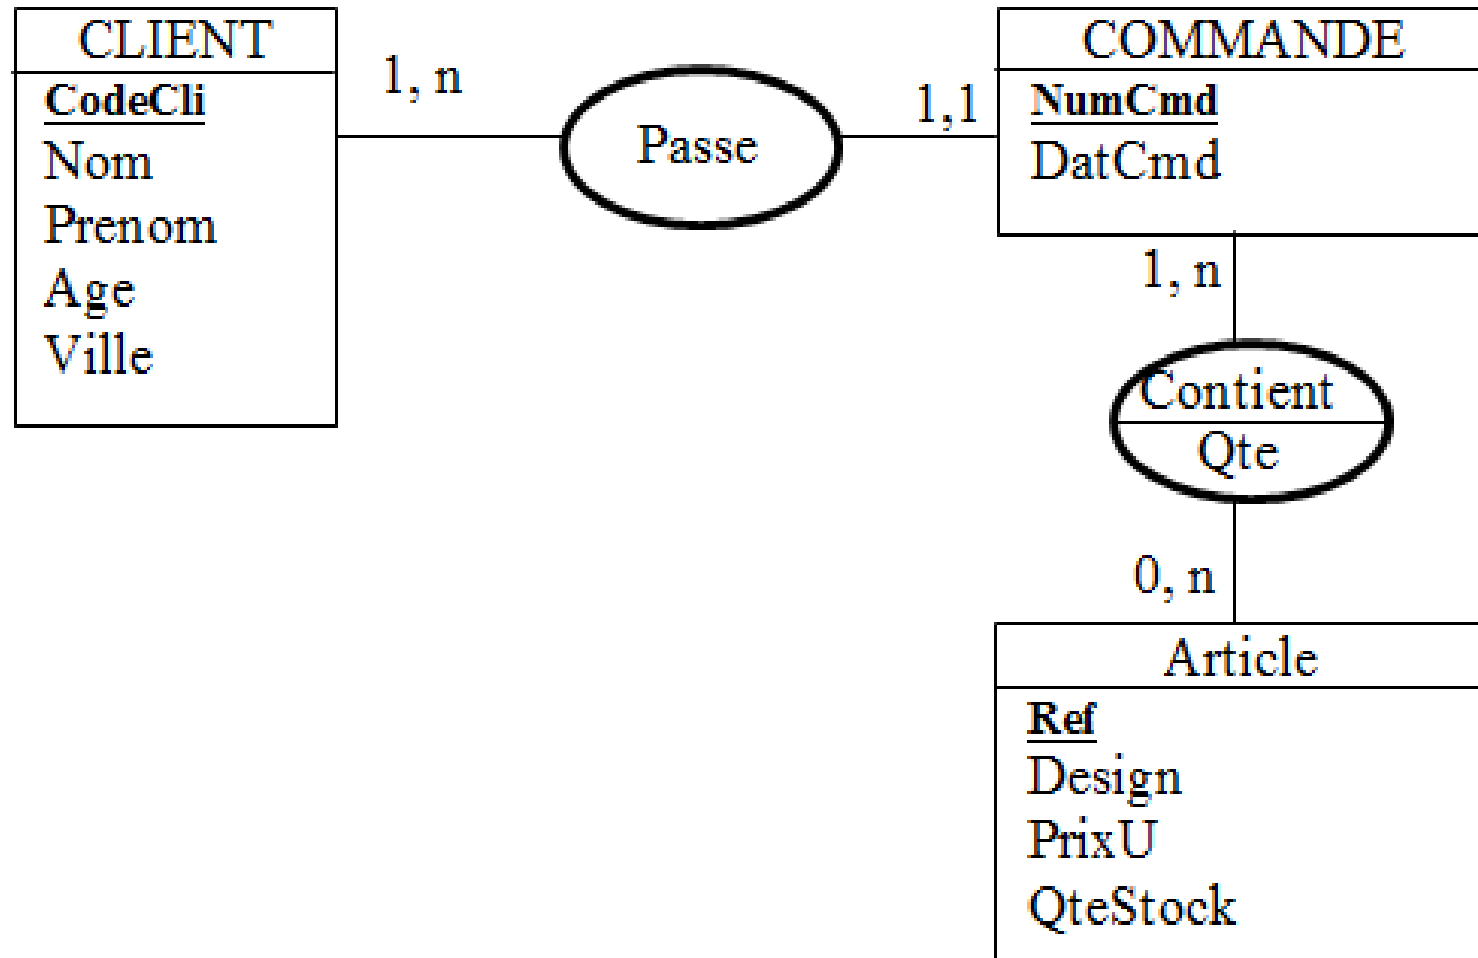 CLIENT
CodeCli
Nom
Prenom
Age
Ville
1, n
Passe
1,1
COMMANDE
NumCmd
DatCmd
1, n
Contient
Qte
0, n
Article
Ref
Design
PrixU
QteStock